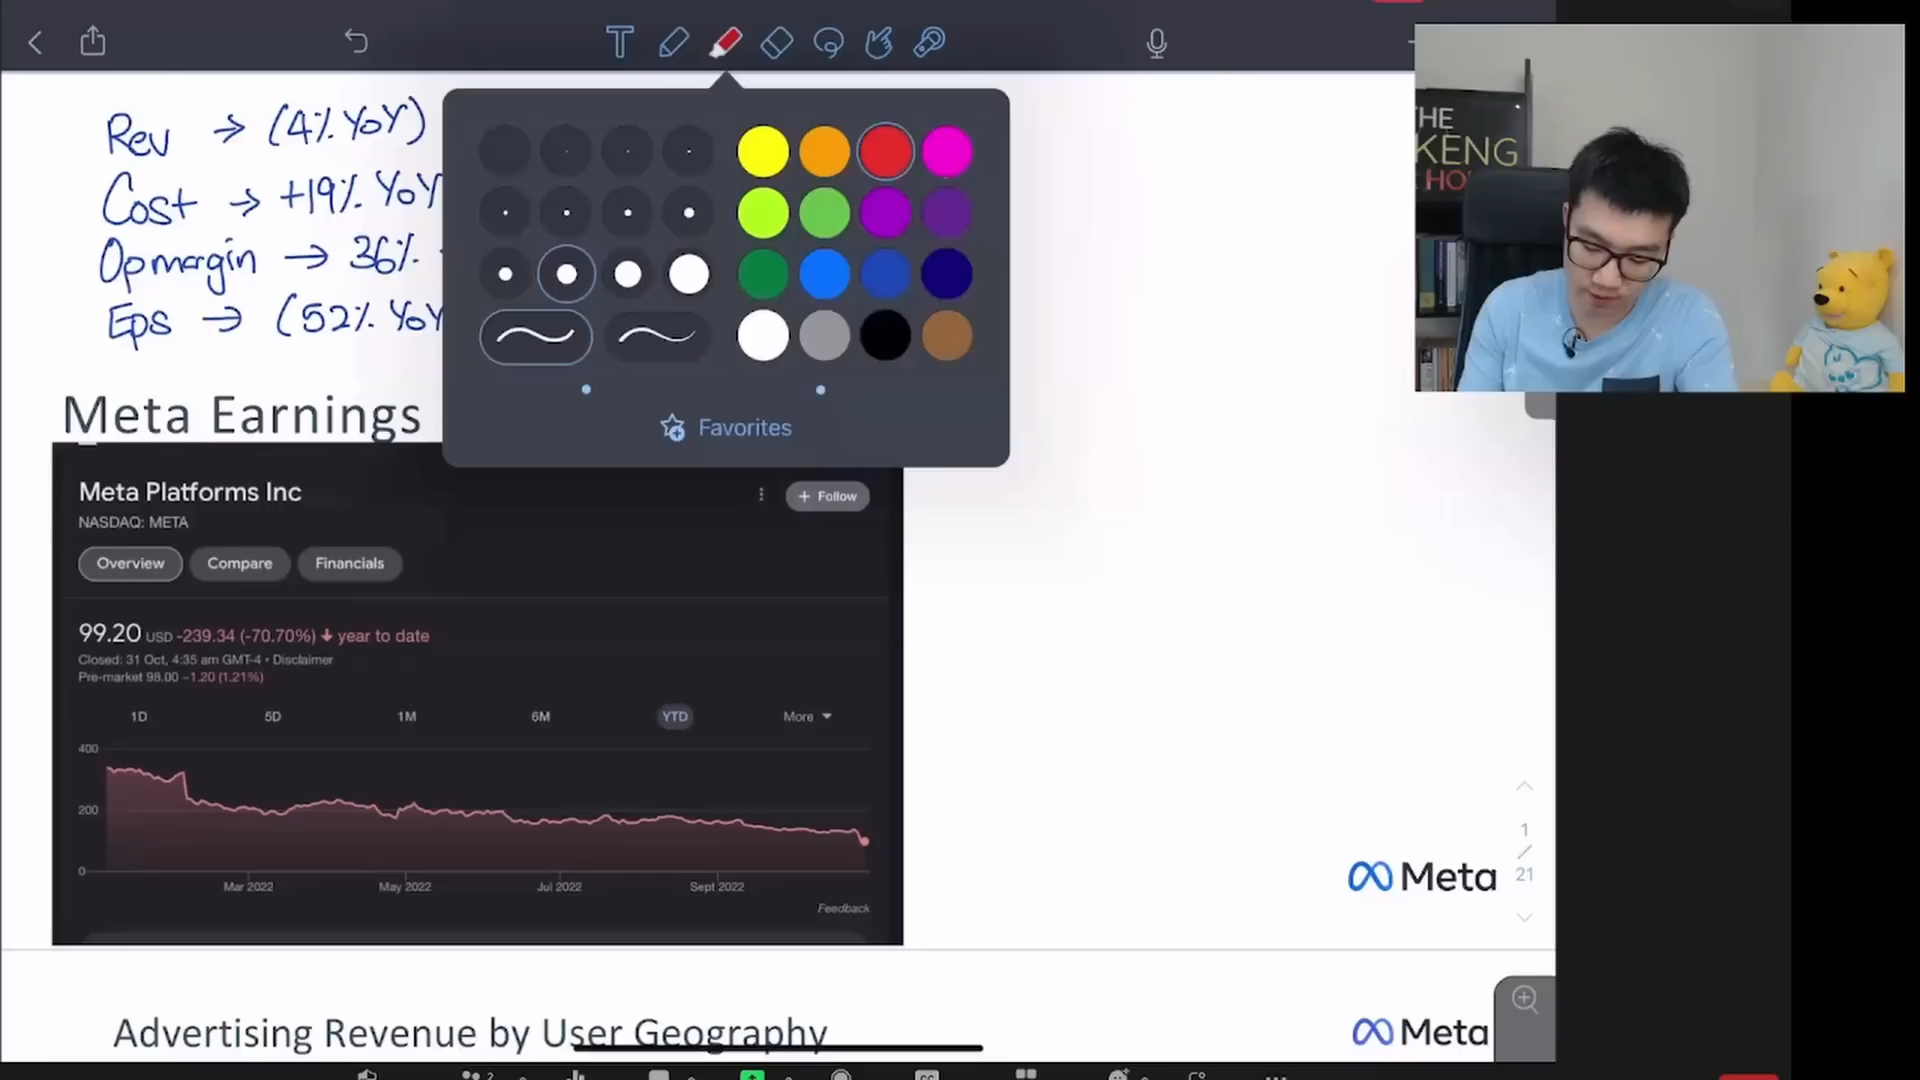 Rev → (4% YoY)
Cost → +19% YoY
Opmargin → 36%
Eps → (52% YoY
Favorites
THE
KENG
HO
Meta Earnings
Meta Platforms Inc
+ Follow
NASDAQ: META
Overview Compare Financials
99.20 USD -239.34 (-70.70%) ↓ year to date
Closed: 31 Oct, 4:35 am GMT-4 • Disclaimer
Pre-market 98.00 −1.20 (1.21%)
1D 5D 1M 6M YTD More
400
200
0
Mar 2022 May 2022 Jul 2022 Sept 2022
Feedback
Meta
1
/
21
Advertising Revenue by User Geography
Meta